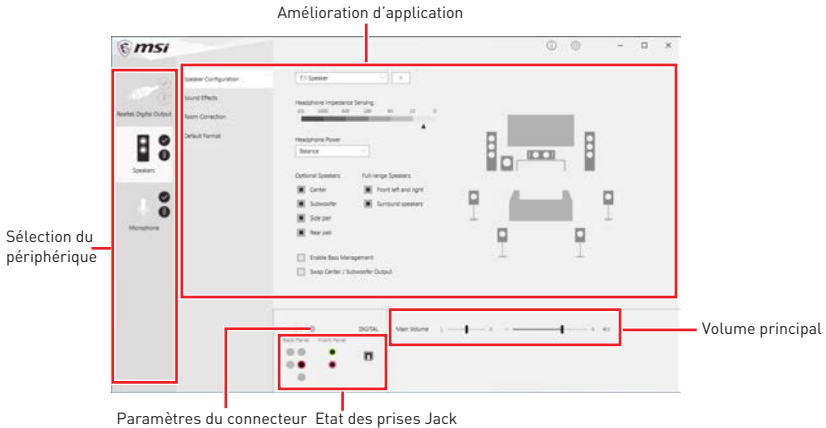 Amélioration d'application
msi
Speaker Configuration
Sound Effects
Room Correction
Default Format
Realtek Digital Output
Speakers
Microphone
7.1 Speaker
Headphone Impedance Sensing
Headphone Power
Balance
Optional Speakers
Full-range Speakers
Center
Front left and right
Subwoofer
Surround speakers
Side pair
Rear pair
Enable Bass Management
Swap Center / Subwoofer Output
Sélection du
périphérique
DIGITAL
Main Volume
L
R
Back Panel
Front Panel
Volume principal
Paramètres du connecteur
Etat des prises Jack